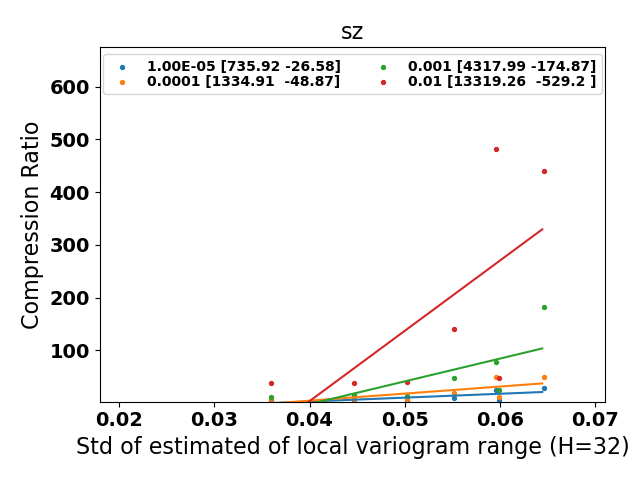 sz
1.00E-05 [735.92 -26.58]
0.0001 [1334.91  -48.87]
0.001 [4317.99 -174.87]
0.01 [13319.26  -529.2 ]
Compression Ratio
600
500
400
300
200
100
0.02 0.03 0.04 0.05 0.06 0.07
Std of estimated of local variogram range (H=32)